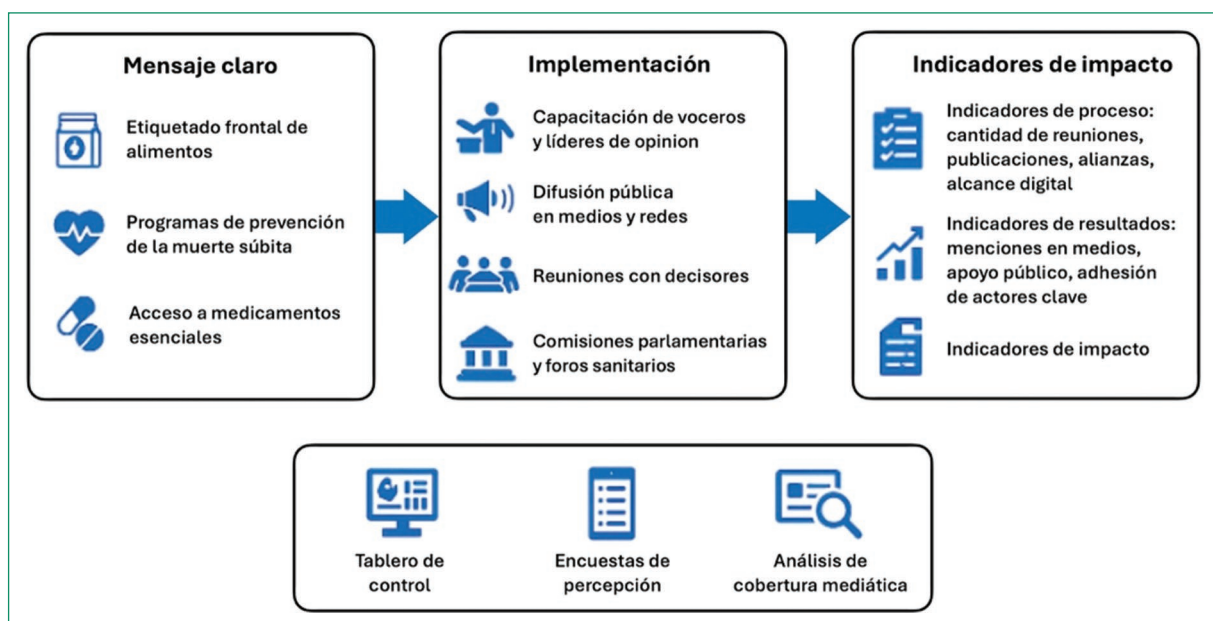 Mensaje claro
Etiquetado frontal de
alimentos
Programas de prevención
de la muerte súbita
Acceso a medicamentos
esenciales
Implementación
Capacitación de voceros
y líderes de opinion
Difusión pública
en medios y redes
Reuniones con decisores
Comisiones parlamentarias
y foros sanitarios
Indicadores de impacto
Indicadores de proceso:
cantidad de reuniones,
publicaciones, alianzas,
alcance digital
Indicadores de resultados:
menciones en medios,
apoyo público, adhesión
de actores clave
Indicadores de impacto
Tablero de
control
Encuestas de
percepción
Análisis de
cobertura mediática